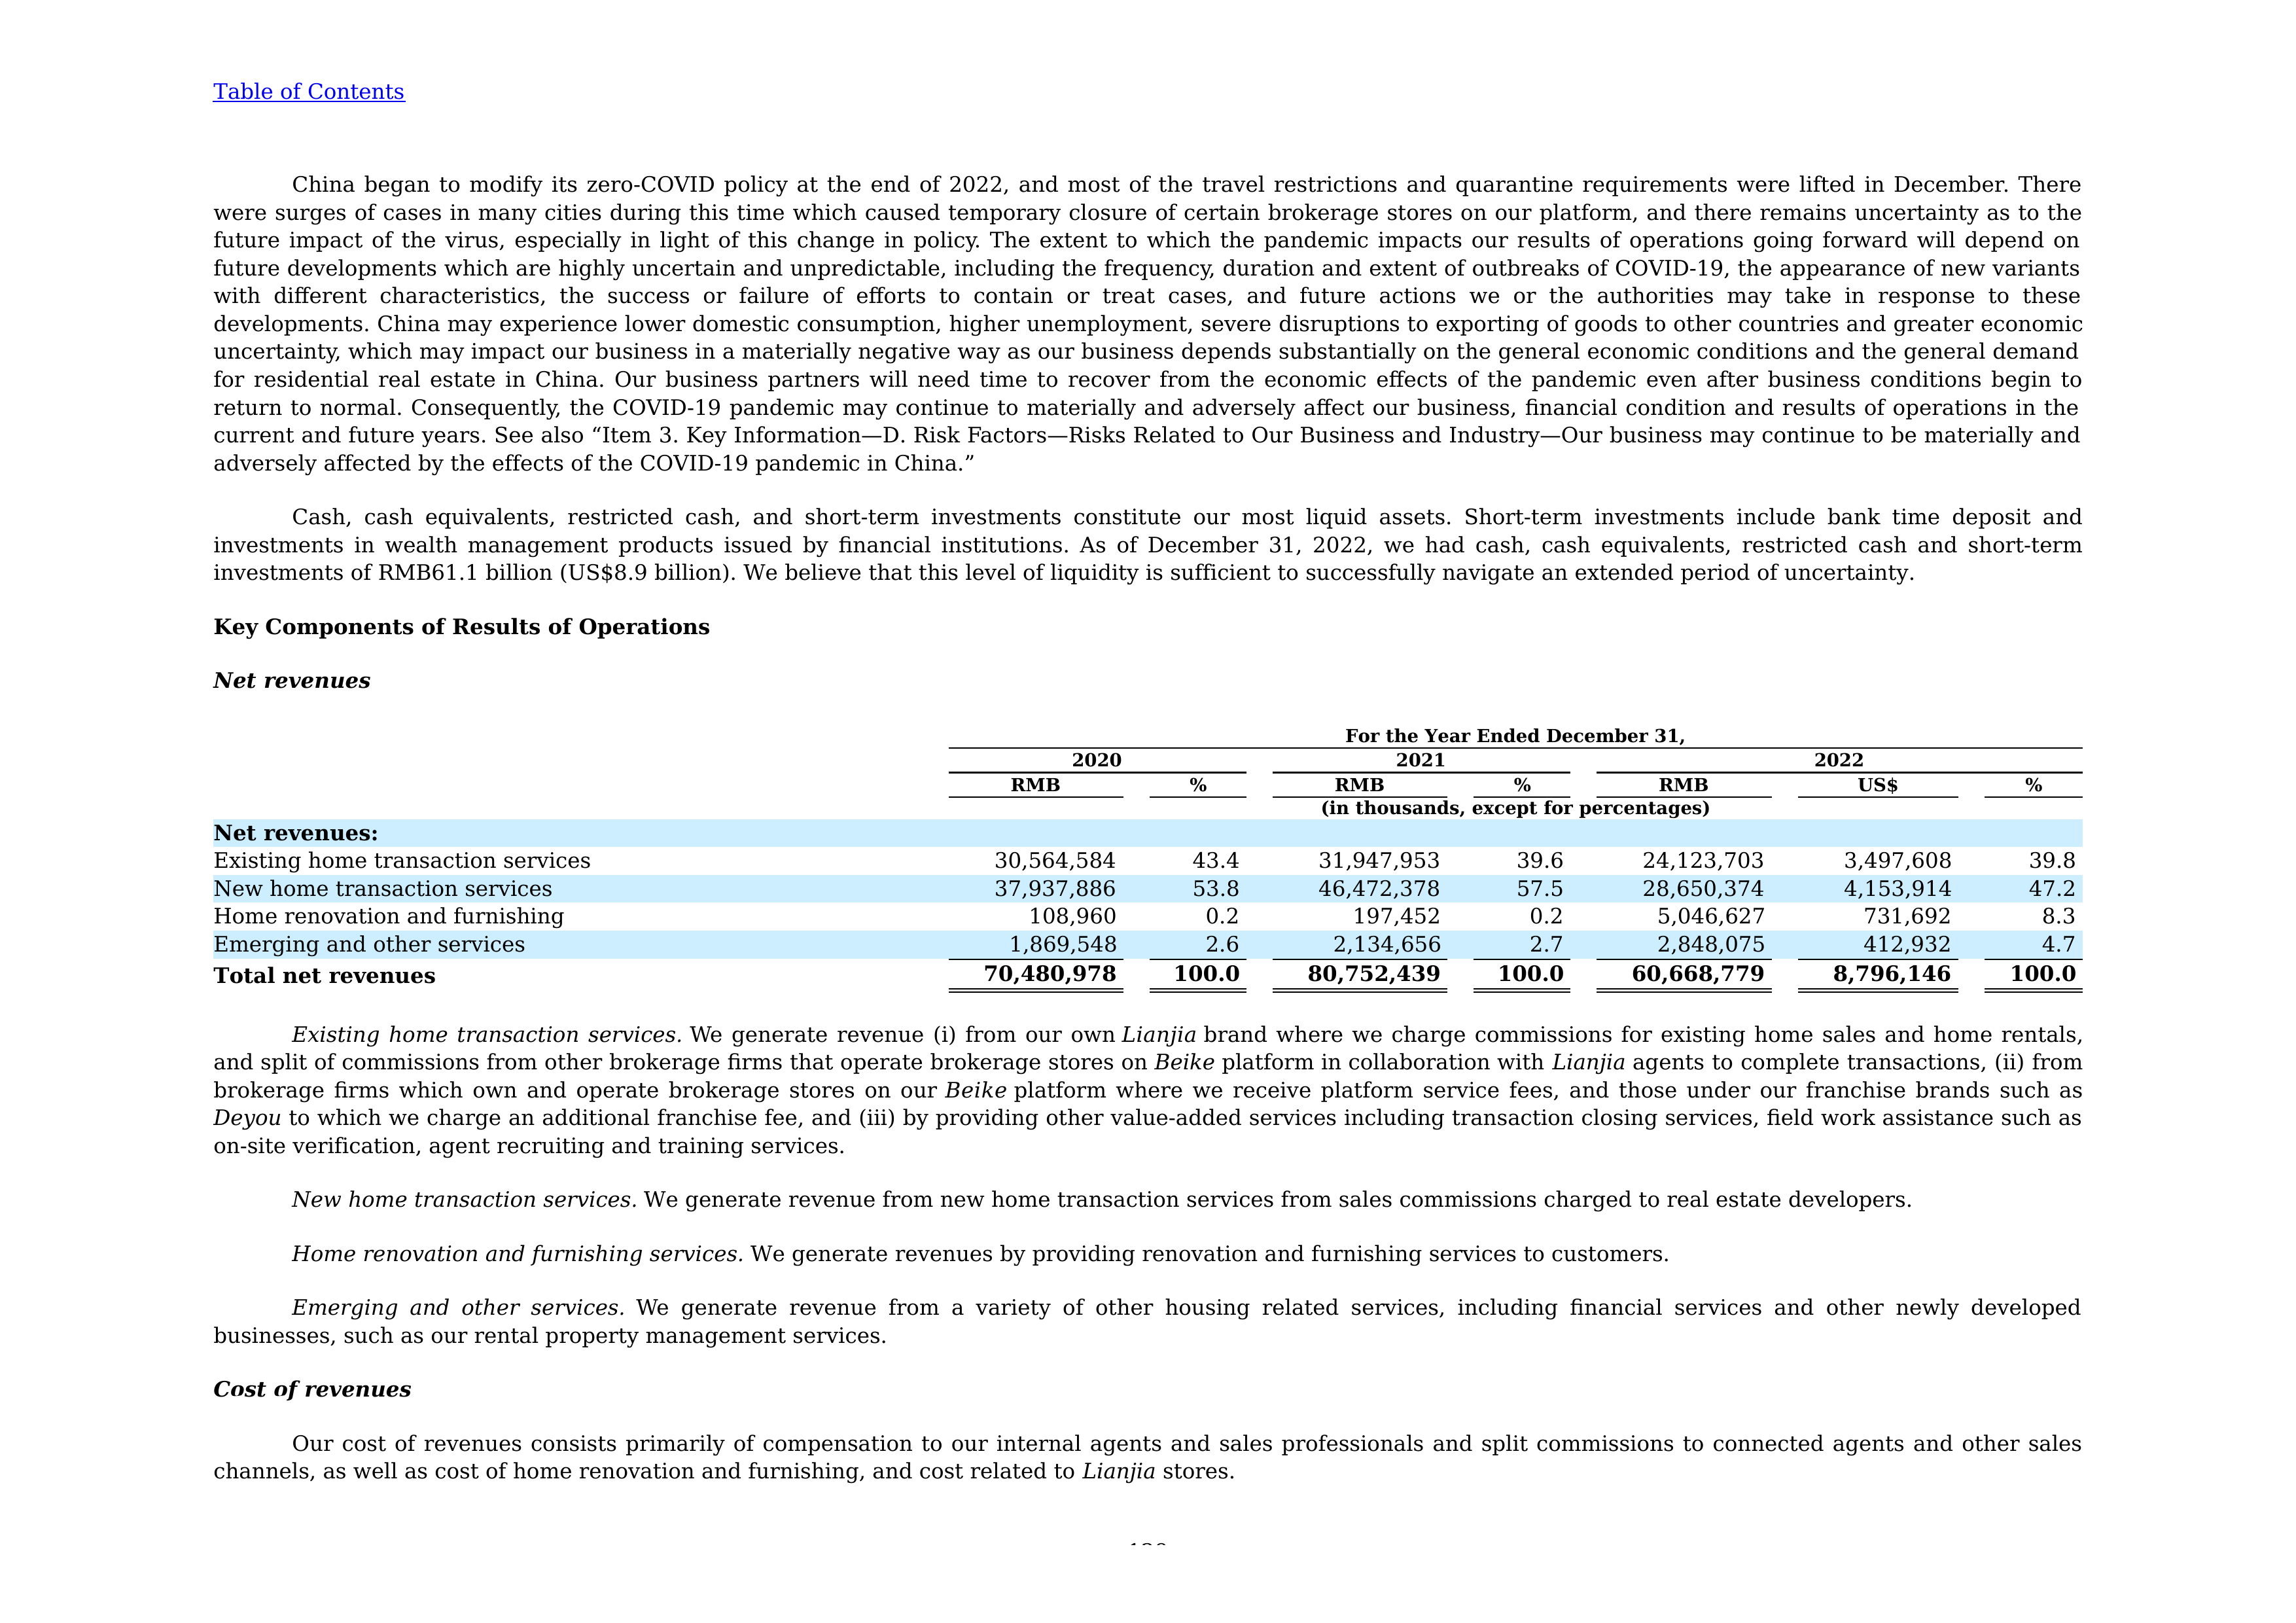 Table of Contents
China began to modify its zero-COVID policy at the end of 2022, and most of the travel restrictions and quarantine requirements were lifted in December. There
were surges of cases in many cities during this time which caused temporary closure of certain brokerage stores on our platform, and there remains uncertainty as to the
future impact of the virus, especially in light of this change in policy. The extent to which the pandemic impacts our results of operations going forward will depend on
future developments which are highly uncertain and unpredictable, including the frequency, duration and extent of outbreaks of COVID-19, the appearance of new variants
with different characteristics, the success or failure of efforts to contain or treat cases, and future actions we or the authorities may take in response to these
developments. China may experience lower domestic consumption, higher unemployment, severe disruptions to exporting of goods to other countries and greater economic
uncertainty, which may impact our business in a materially negative way as our business depends substantially on the general economic conditions and the general demand
for residential real estate in China. Our business partners will need time to recover from the economic effects of the pandemic even after business conditions begin to
return to normal. Consequently, the COVID-19 pandemic may continue to materially and adversely affect our business, financial condition and results of operations in the
current and future years. See also “Item 3. Key Information—D. Risk Factors—Risks Related to Our Business and Industry—Our business may continue to be materially and
adversely affected by the effects of the COVID-19 pandemic in China.”
Cash, cash equivalents, restricted cash, and short-term investments constitute our most liquid assets. Short-term investments include bank time deposit and
investments in wealth management products issued by financial institutions. As of December 31, 2022, we had cash, cash equivalents, restricted cash and short-term
investments of RMB61.1 billion (US$8.9 billion). We believe that this level of liquidity is sufficient to successfully navigate an extended period of uncertainty.
Key Components of Results of Operations
Net revenues
For the Year Ended December 31,
2020 2021 2022
RMB % RMB % RMB US$ %
(in thousands, except for percentages)
Net revenues:
Existing home transaction services 30,564,584 43.4 31,947,953 39.6 24,123,703 3,497,608 39.8
New home transaction services 37,937,886 53.8 46,472,378 57.5 28,650,374 4,153,914 47.2
Home renovation and furnishing 108,960 0.2 197,452 0.2 5,046,627 731,692 8.3
Emerging and other services 1,869,548 2.6 2,134,656 2.7 2,848,075 412,932 4.7
Total net revenues 70,480,978 100.0 80,752,439 100.0 60,668,779 8,796,146 100.0
Existing home transaction services. We generate revenue (i) from our own Lianjia brand where we charge commissions for existing home sales and home rentals,
and split of commissions from other brokerage firms that operate brokerage stores on Beike platform in collaboration with Lianjia agents to complete transactions, (ii) from
brokerage firms which own and operate brokerage stores on our Beike platform where we receive platform service fees, and those under our franchise brands such as
Deyou to which we charge an additional franchise fee, and (iii) by providing other value-added services including transaction closing services, field work assistance such as
on-site verification, agent recruiting and training services.
New home transaction services. We generate revenue from new home transaction services from sales commissions charged to real estate developers.
Home renovation and furnishing services. We generate revenues by providing renovation and furnishing services to customers.
Emerging and other services. We generate revenue from a variety of other housing related services, including financial services and other newly developed
businesses, such as our rental property management services.
Cost of revenues
Our cost of revenues consists primarily of compensation to our internal agents and sales professionals and split commissions to connected agents and other sales
channels, as well as cost of home renovation and furnishing, and cost related to Lianjia stores.